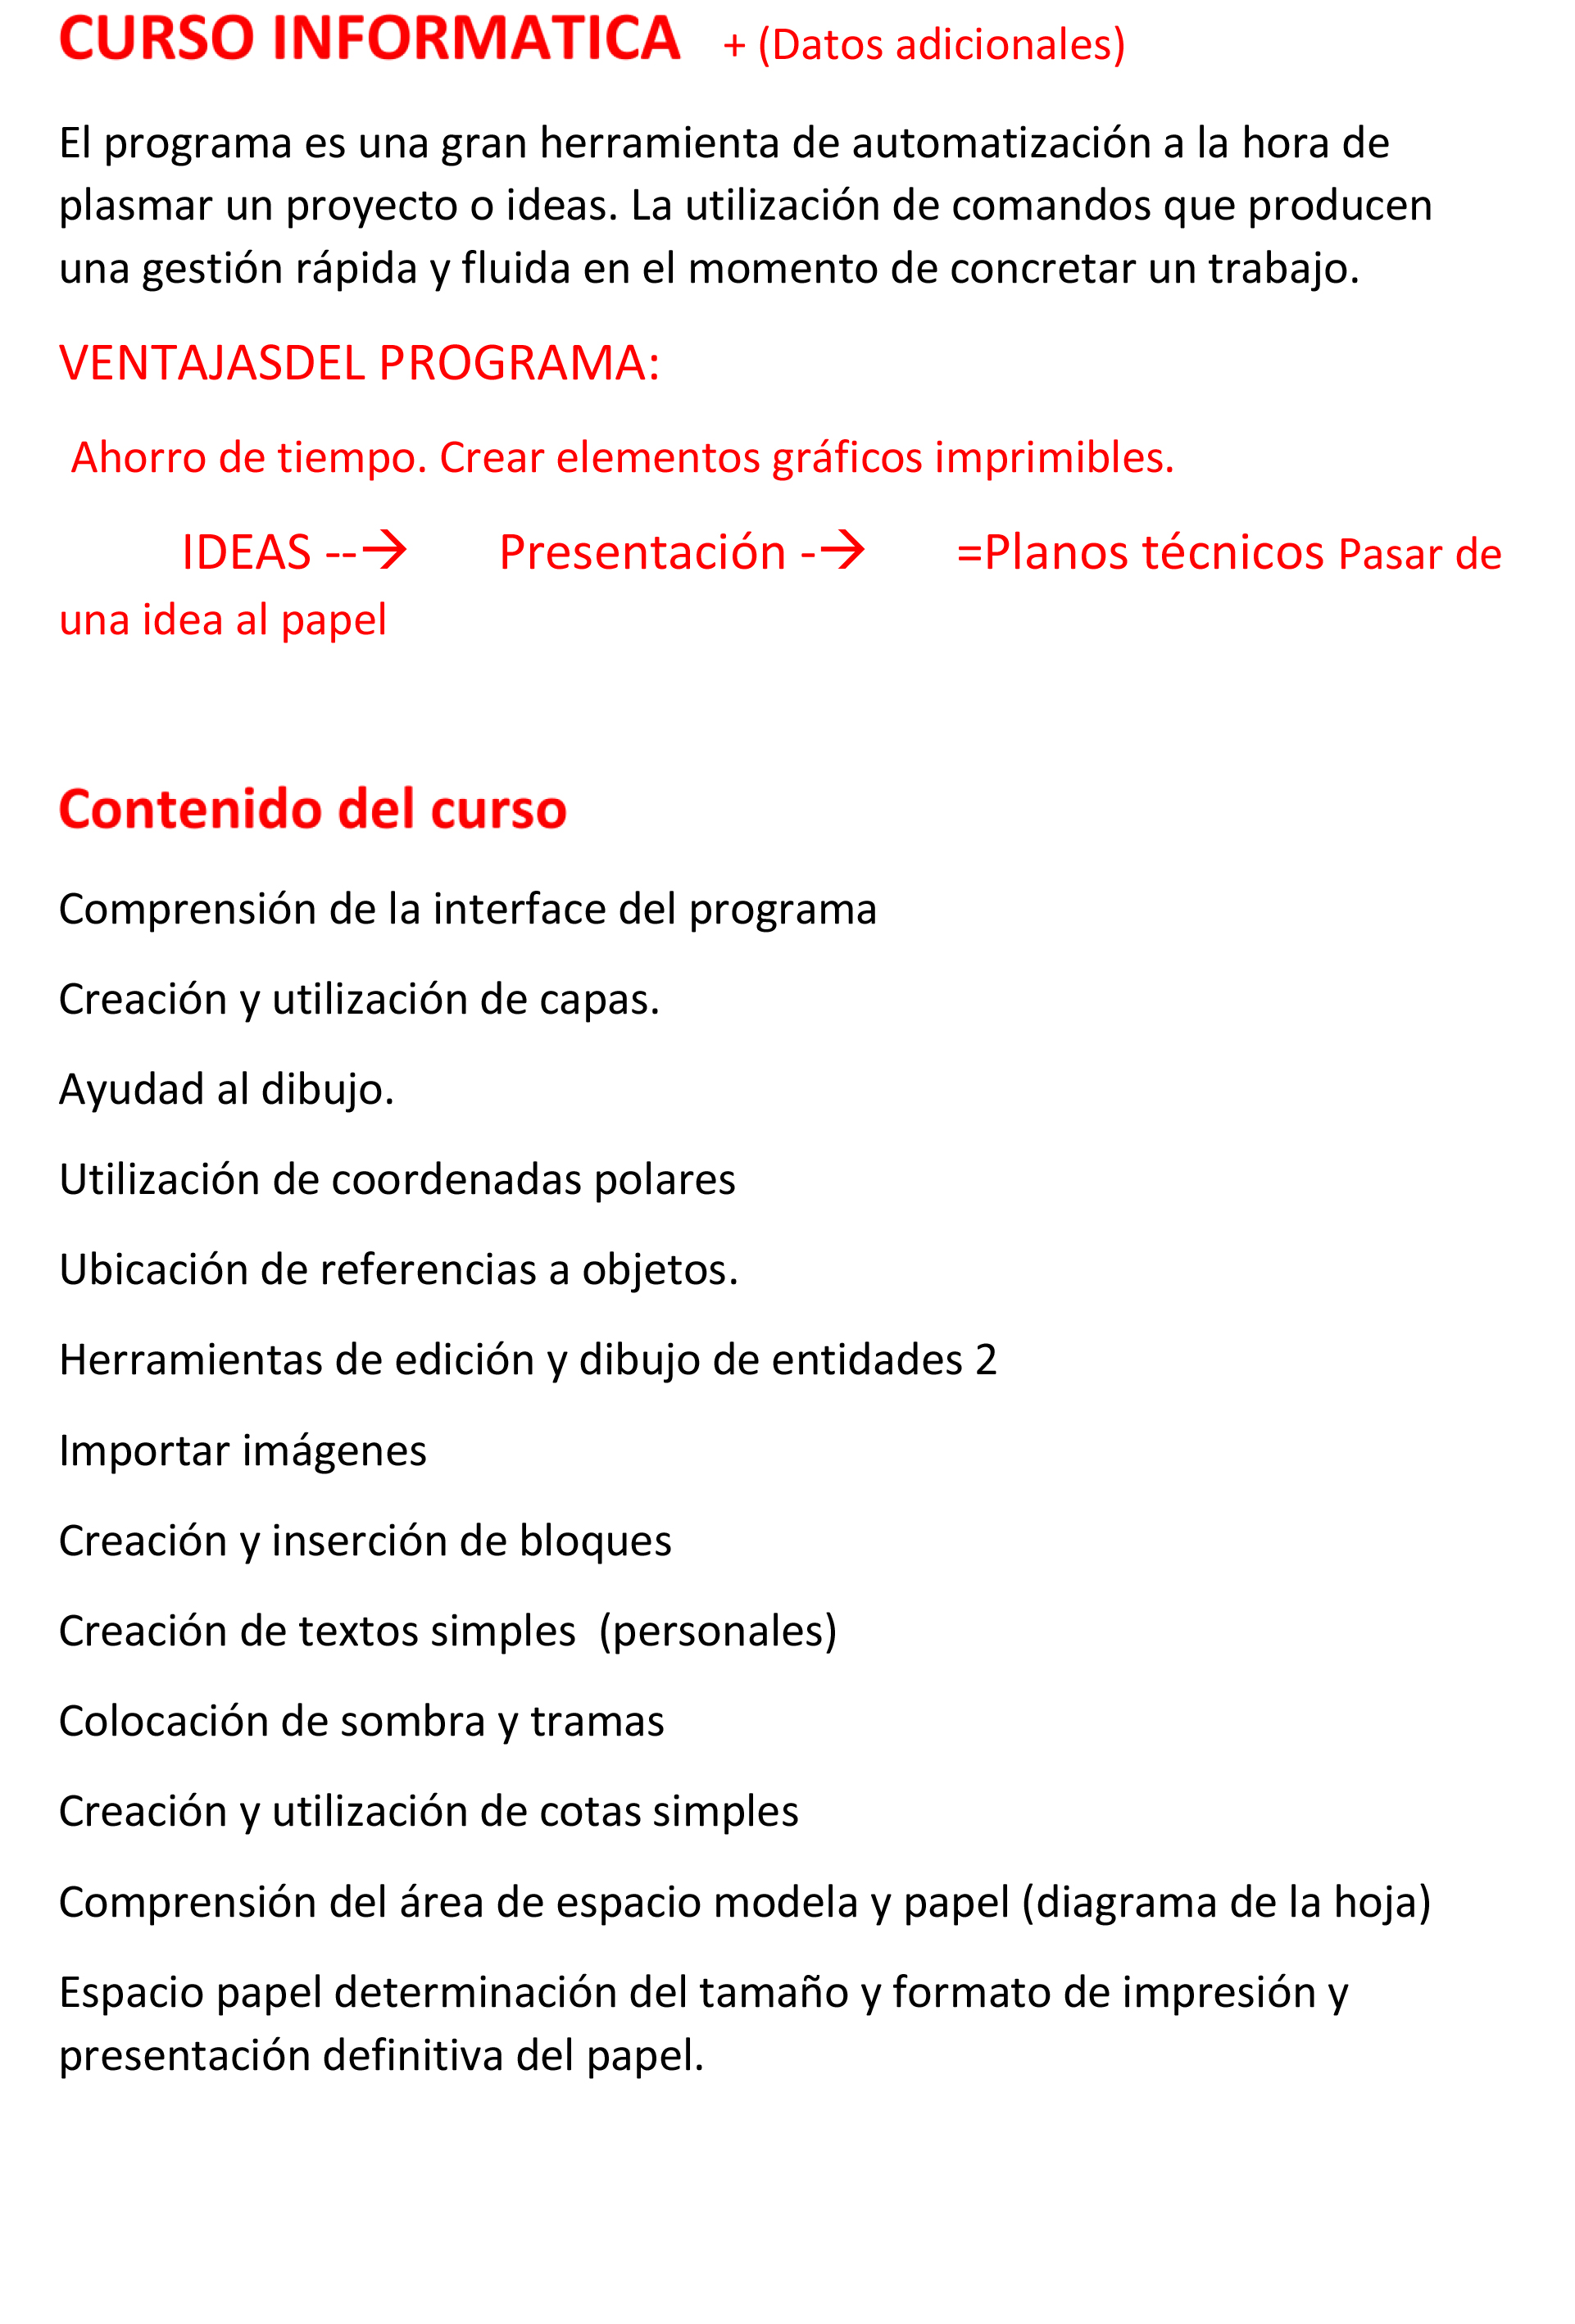 CURSO INFORMATICA + (Datos adicionales)
El programa es una gran herramienta de automatización a la hora de
plasmar un proyecto o ideas. La utilización de comandos que producen
una gestión rápida y fluida en el momento de concretar un trabajo.
VENTAJASDEL PROGRAMA:
Ahorro de tiempo. Crear elementos gráficos imprimibles.
IDEAS --→ Presentación -→ =Planos técnicos Pasar de
una idea al papel
Contenido del curso
Comprensión de la interface del programa
Creación y utilización de capas.
Ayudad al dibujo.
Utilización de coordenadas polares
Ubicación de referencias a objetos.
Herramientas de edición y dibujo de entidades 2
Importar imágenes
Creación y inserción de bloques
Creación de textos simples (personales)
Colocación de sombra y tramas
Creación y utilización de cotas simples
Comprensión del área de espacio modela y papel (diagrama de la hoja)
Espacio papel determinación del tamaño y formato de impresión y
presentación definitiva del papel.